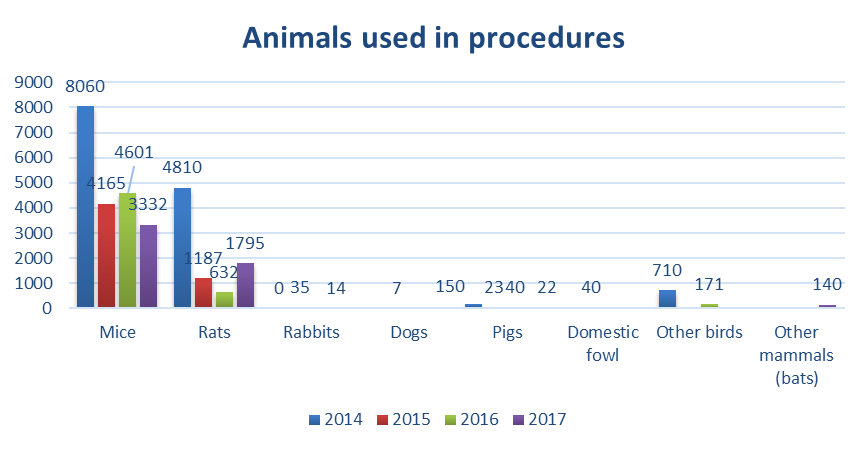 Animals used in procedures
9000
8000
7000
6000
5000
4000
3000
2000
1000
0
8060
4165
4601
3332
4810
1187
632
1795
0 35 14
7
150 23 40 22
40
710
171
140
Mice
Rats
Rabbits
Dogs
Pigs
Domestic
fowl
Other birds
Other
mammals
(bats)
2014 2015 2016 2017